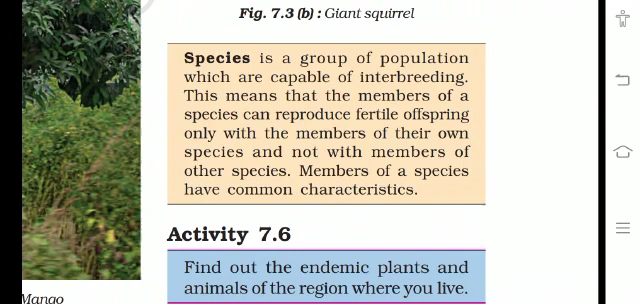 Fig. 7.3 (b) : Giant squirrel
Species is a group of population
which are capable of interbreeding.
This means that the members of a
species can reproduce fertile offspring
only with the members of their own
species and not with members of
other species. Members of a species
have common characteristics.
Activity 7.6
Find out the endemic plants and
animals of the region where you live.
Mango